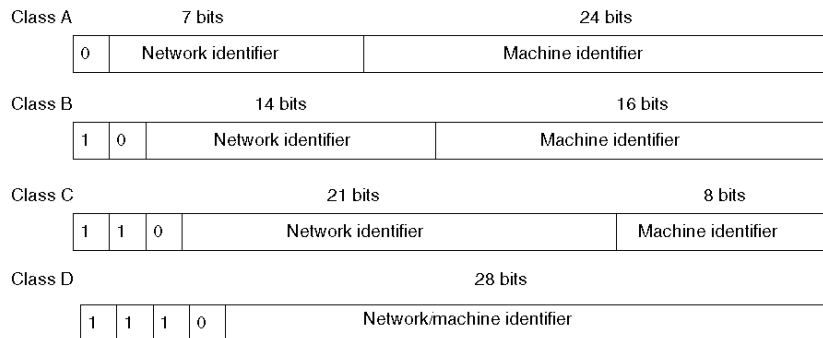 Class A 7 bits 24 bits
0 Network identifier Machine identifier
Class B 14 bits 16 bits
1 0 Network identifier Machine identifier
Class C 21 bits 8 bits
1 1 0 Network identifier Machine identifier
Class D 28 bits
1 1 1 0 Network/machine identifier